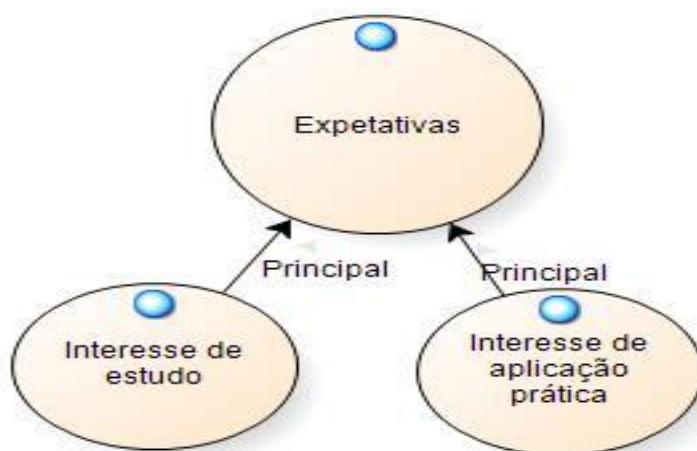 Expetativas
Principal
Principal
Interesse de
estudo
Interesse de
aplicação
prática